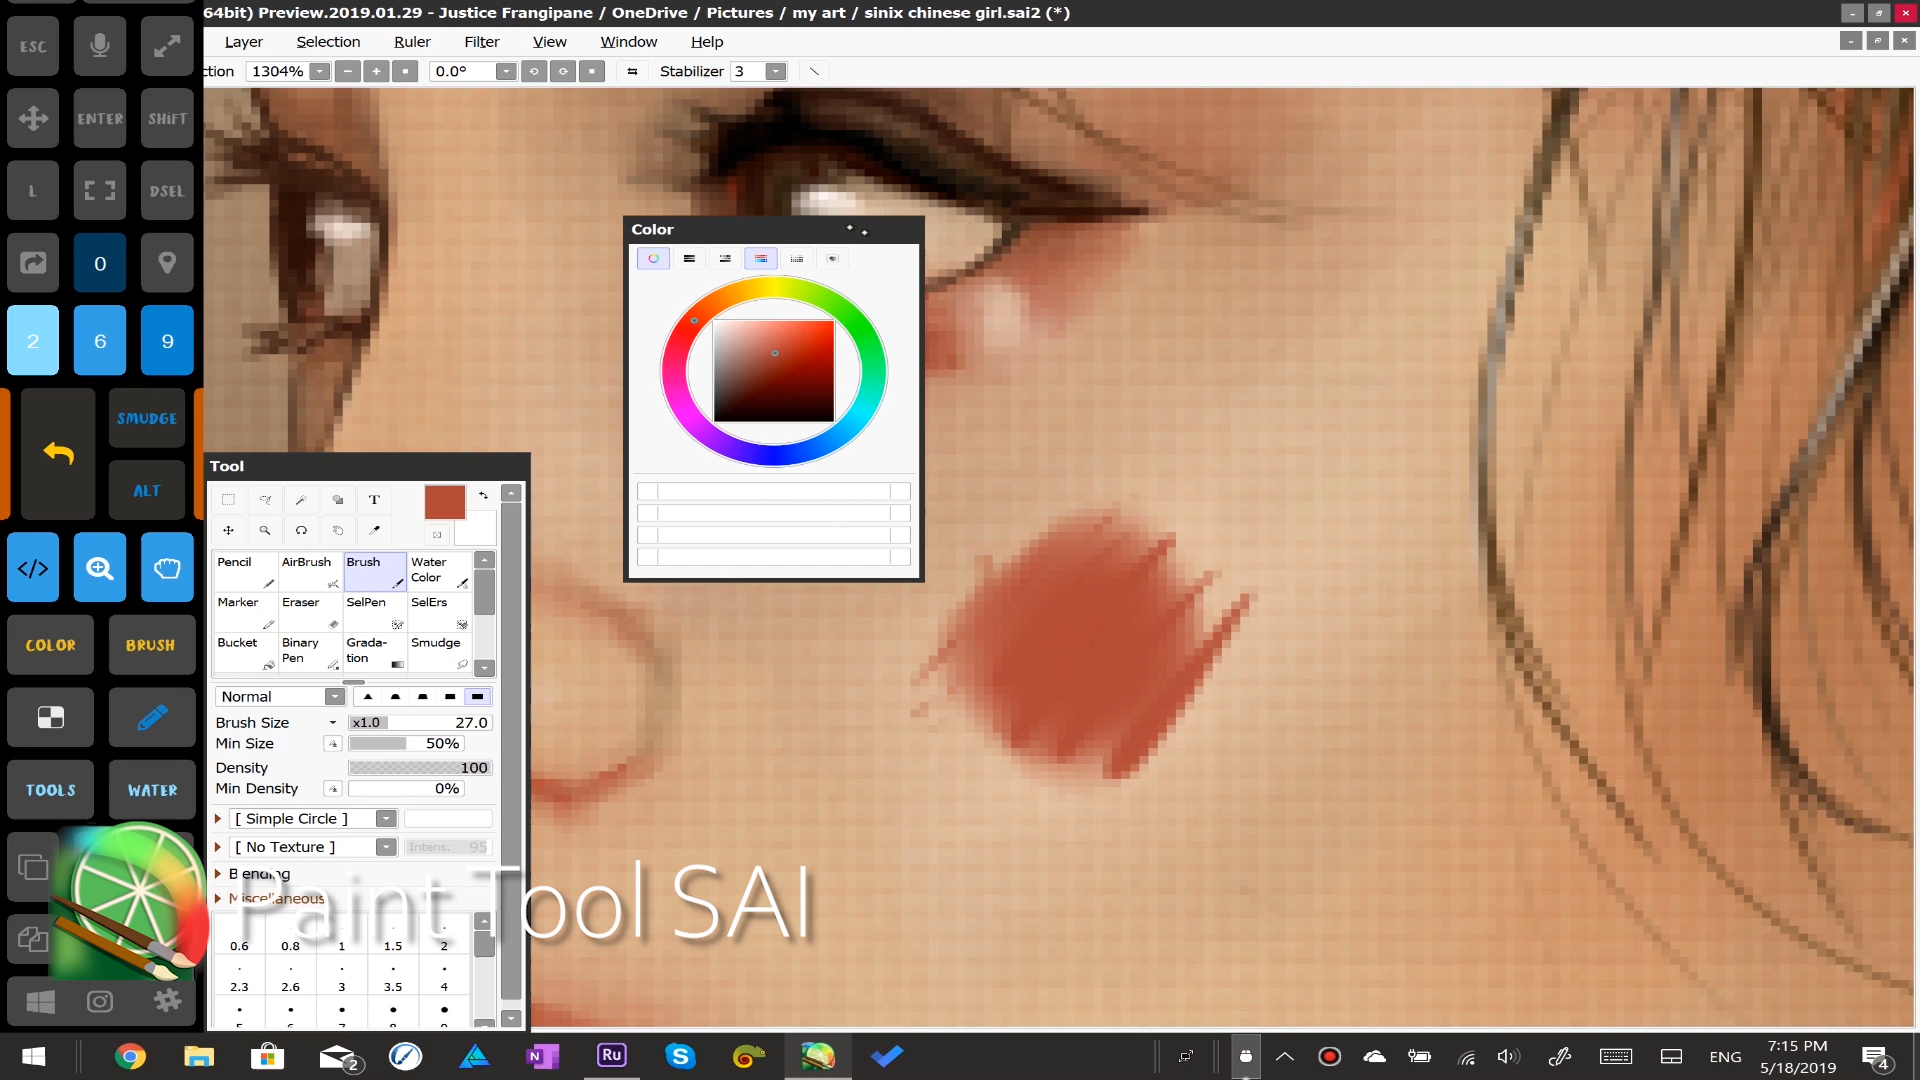 64bit) Preview.2019.01.29 - Justice Frangipane / OneDrive / Pictures / my art / sinix chinese girl.sai2 (*)
Layer Selection Ruler Filter View Window Help
ction 1304% 0.0° Stabilizer 3
ESC
ENTER SHIFT
L DSEL
0
2 6 9
SMUDGE
ALT
</>
COLOR BRUSH
TOOLS WATER
Color
Tool
T
Pencil AirBrush Brush Water Color
Marker Eraser SelPen SelErs
Bucket Binary Pen Grada-tion Smudge
Normal
Brush Size x1.0 27.0
Min Size 50%
Density 100
Min Density 0%
[ Simple Circle ]
[ No Texture ] Intens. 95
Blending
Miscellaneous
Paint Tool SAI
0.6 0.8 1 1.5 2
2.3 2.6 3 3.5 4
2 N Ru S ENG 7:15 PM
5/18/2019 4